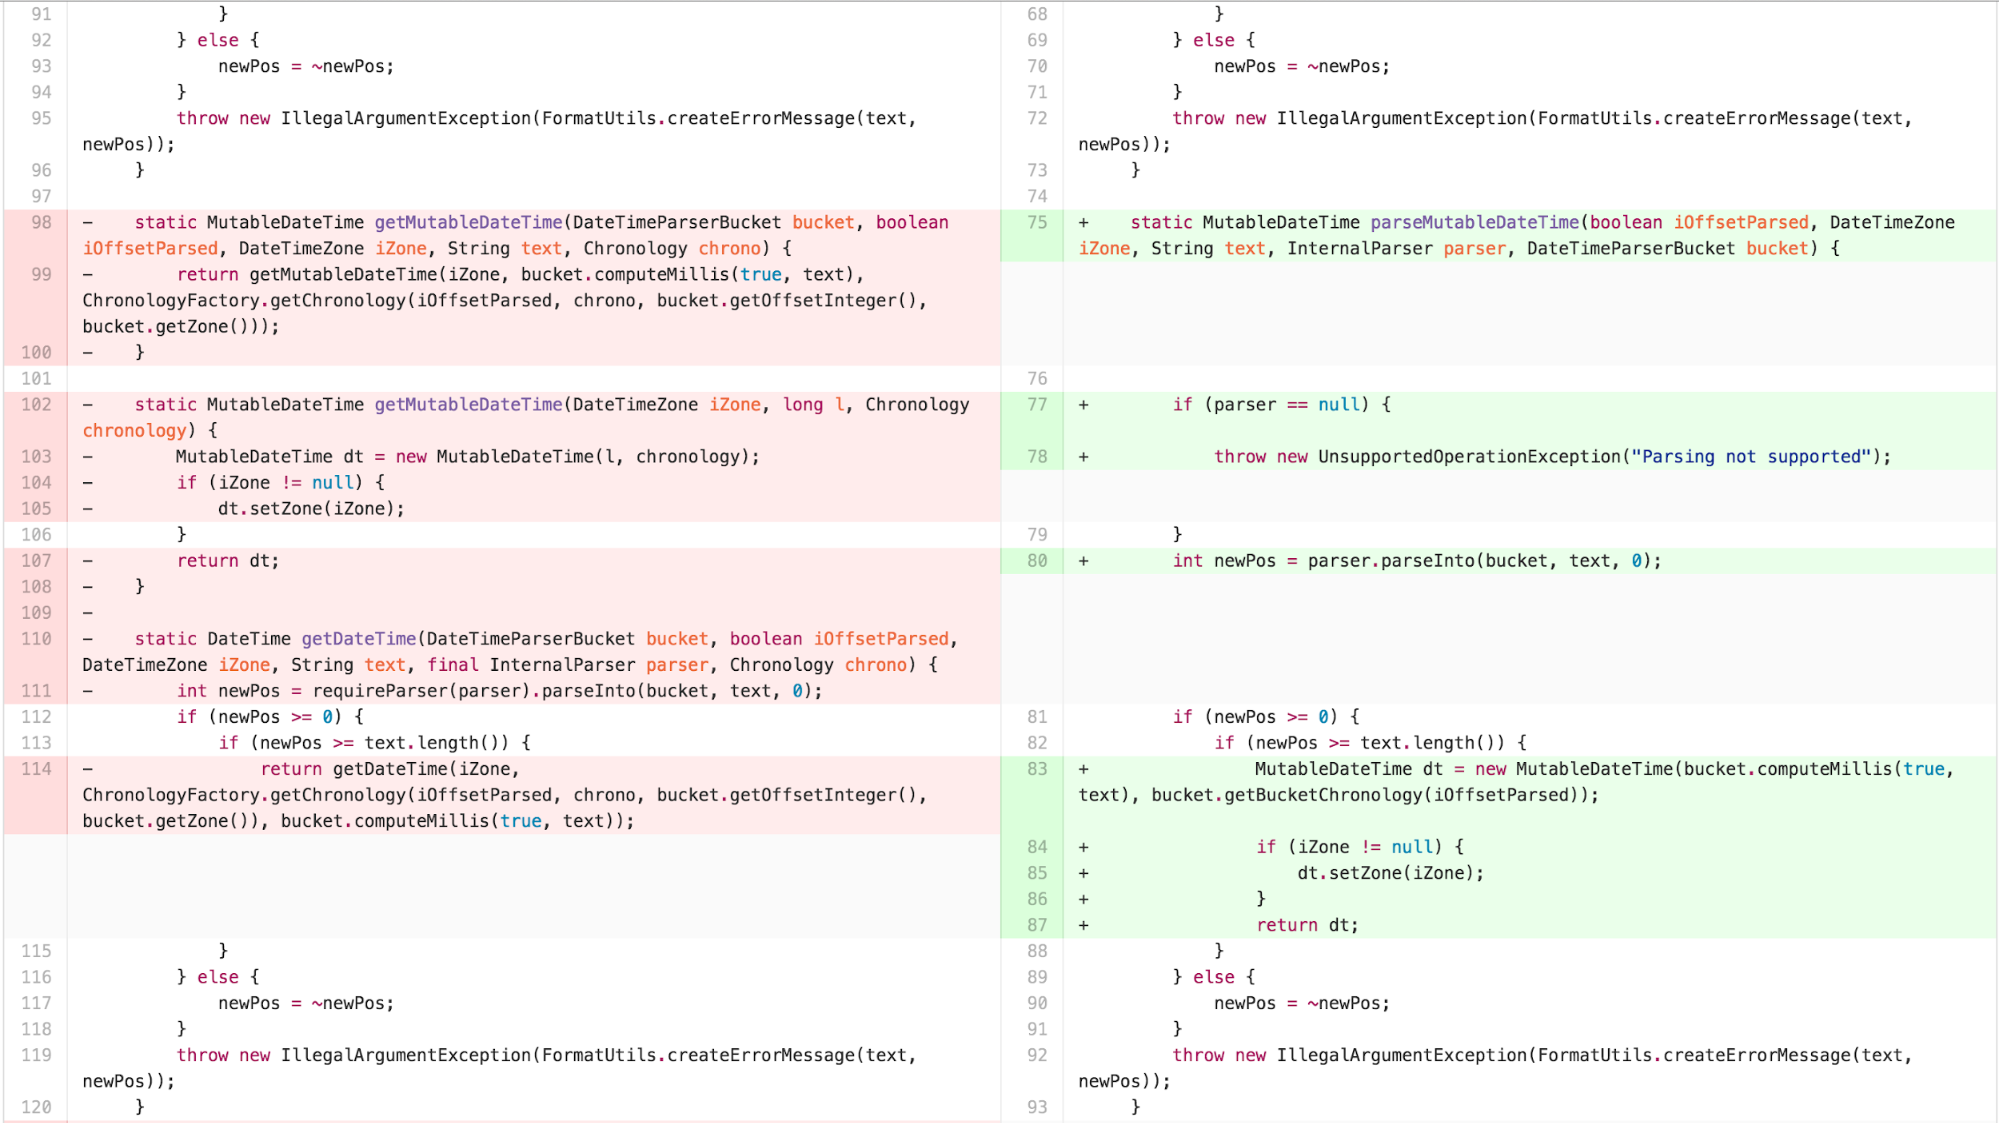 91 }
92 } else {
93 newPos = ~newPos;
94 }
95 throw new IllegalArgumentException(FormatUtils.createErrorMessage(text,
newPos));
96 }
97
98 - static MutableDateTime getMutableDateTime(DateTimeParserBucket bucket, boolean
iOffsetParsed, DateTimeZone iZone, String text, Chronology chrono) {
99 - return getMutableDateTime(iZone, bucket.computeMillis(true, text),
ChronologyFactory.getChronology(iOffsetParsed, chrono, bucket.getOffsetInteger(),
bucket.getZone()));
100 - }
101
102 - static MutableDateTime getMutableDateTime(DateTimeZone iZone, long l, Chronology
chronology) {
103 - MutableDateTime dt = new MutableDateTime(l, chronology);
104 - if (iZone != null) {
105 - dt.setZone(iZone);
106 }
107 - return dt;
108 - }
109 -
110 - static DateTime getDateTime(DateTimeParserBucket bucket, boolean iOffsetParsed,
DateTimeZone iZone, String text, final InternalParser parser, Chronology chrono) {
111 - int newPos = requireParser(parser).parseInto(bucket, text, 0);
112 if (newPos >= 0) {
113 if (newPos >= text.length()) {
114 - return getDateTime(iZone,
ChronologyFactory.getChronology(iOffsetParsed, chrono, bucket.getOffsetInteger(),
bucket.getZone()), bucket.computeMillis(true, text));
115 }
116 } else {
117 newPos = ~newPos;
118 }
119 throw new IllegalArgumentException(FormatUtils.createErrorMessage(text,
newPos));
120 }
68 }
69 } else {
70 newPos = ~newPos;
71 }
72 throw new IllegalArgumentException(FormatUtils.createErrorMessage(text,
newPos));
73 }
74
75 + static MutableDateTime parseMutableDateTime(boolean iOffsetParsed, DateTimeZone
iZone, String text, InternalParser parser, DateTimeParserBucket bucket) {
76
77 + if (parser == null) {
78 + throw new UnsupportedOperationException("Parsing not supported");
79 }
80 + int newPos = parser.parseInto(bucket, text, 0);
81 if (newPos >= 0) {
82 if (newPos >= text.length()) {
83 + MutableDateTime dt = new MutableDateTime(bucket.computeMillis(true,
text), bucket.getBucketChronology(iOffsetParsed));
84 + if (iZone != null) {
85 + dt.setZone(iZone);
86 + }
87 + return dt;
88 }
89 } else {
90 newPos = ~newPos;
91 }
92 throw new IllegalArgumentException(FormatUtils.createErrorMessage(text,
newPos));
93 }